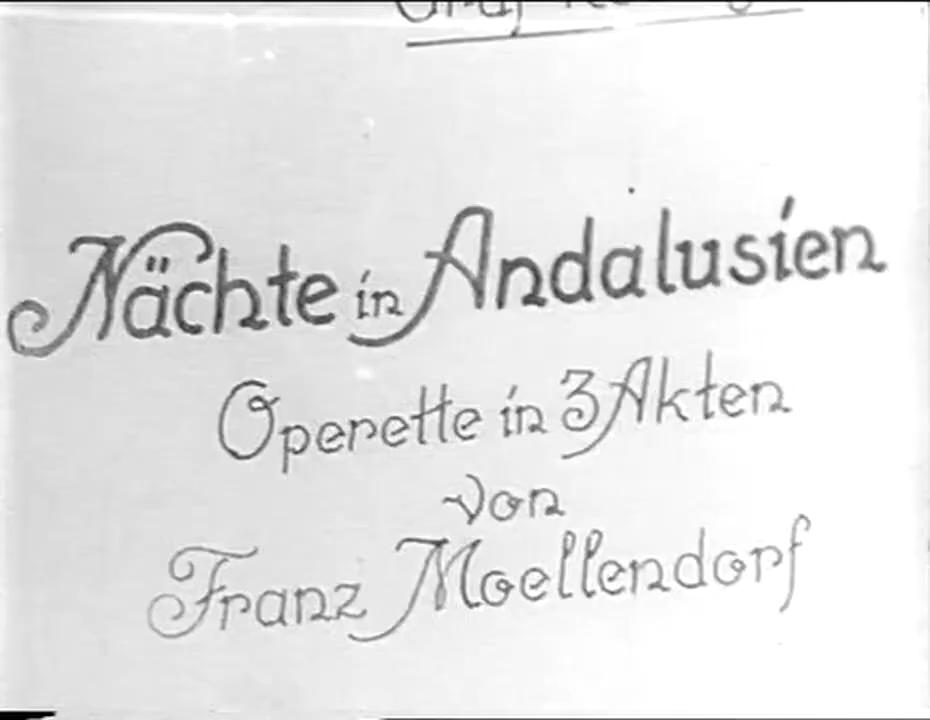 Nächte in Andalusien
Operette in 3 Akten
von
Franz Moellendorf